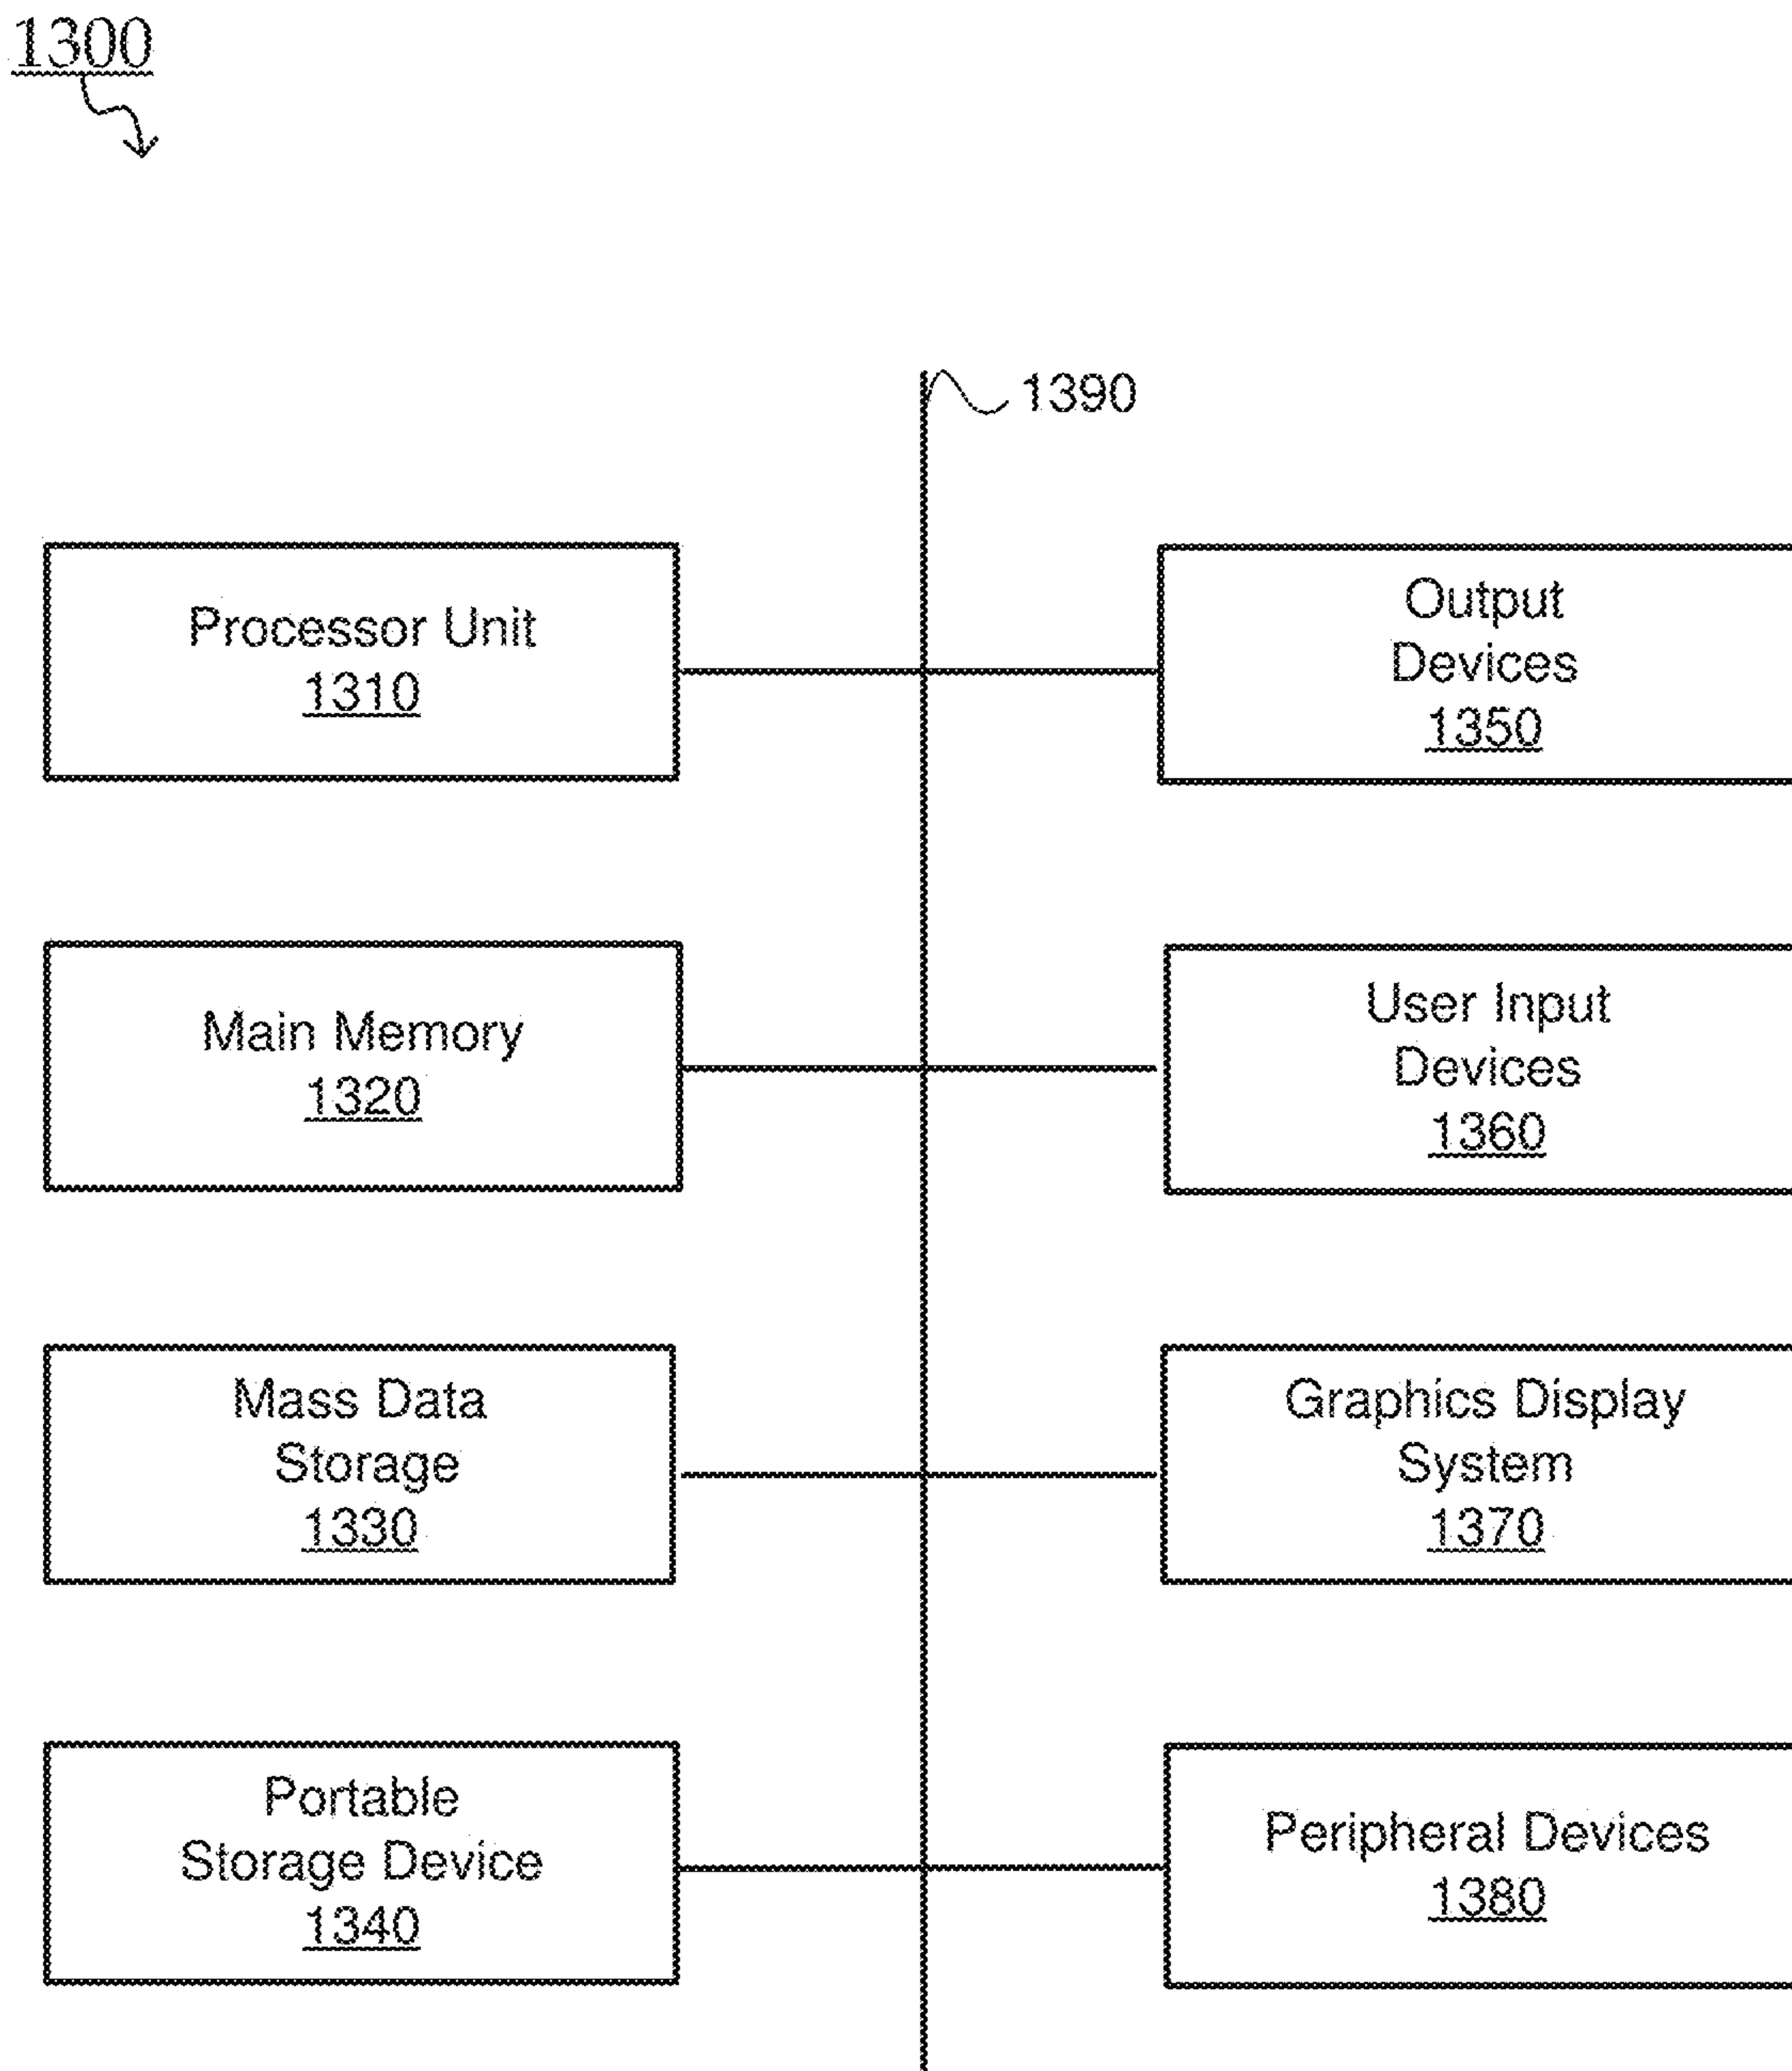 1300
1390
Processor Unit
1310
Output
Devices
1350
Main Memory
1320
User Input
Devices
1360
Mass Data
Storage
1330
Graphics Display
System
1370
Portable
Storage Device
1340
Peripheral Devices
1380